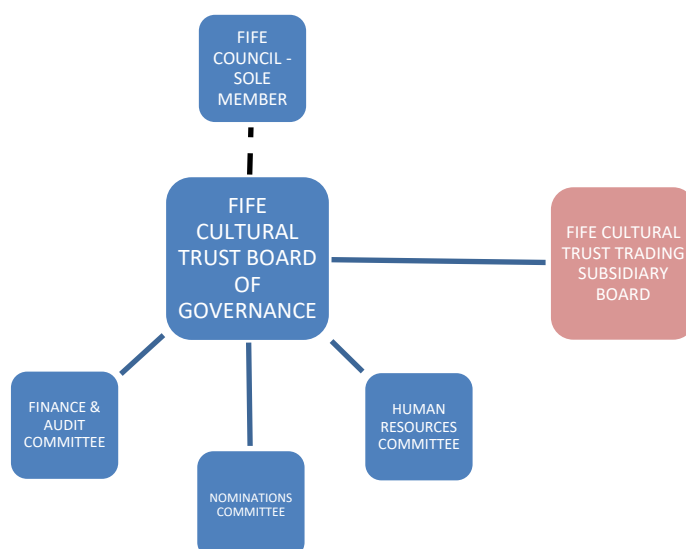 FIFE
COUNCIL -
SOLE
MEMBER
FIFE
CULTURAL
TRUST BOARD
OF
GOVERNANCE
FIFE CULTURAL
TRUST TRADING
SUBSIDIARY
BOARD
FINANCE &
AUDIT
COMMITTEE
HUMAN
RESOURCES
COMMITTEE
NOMINATIONS
COMMITTEE